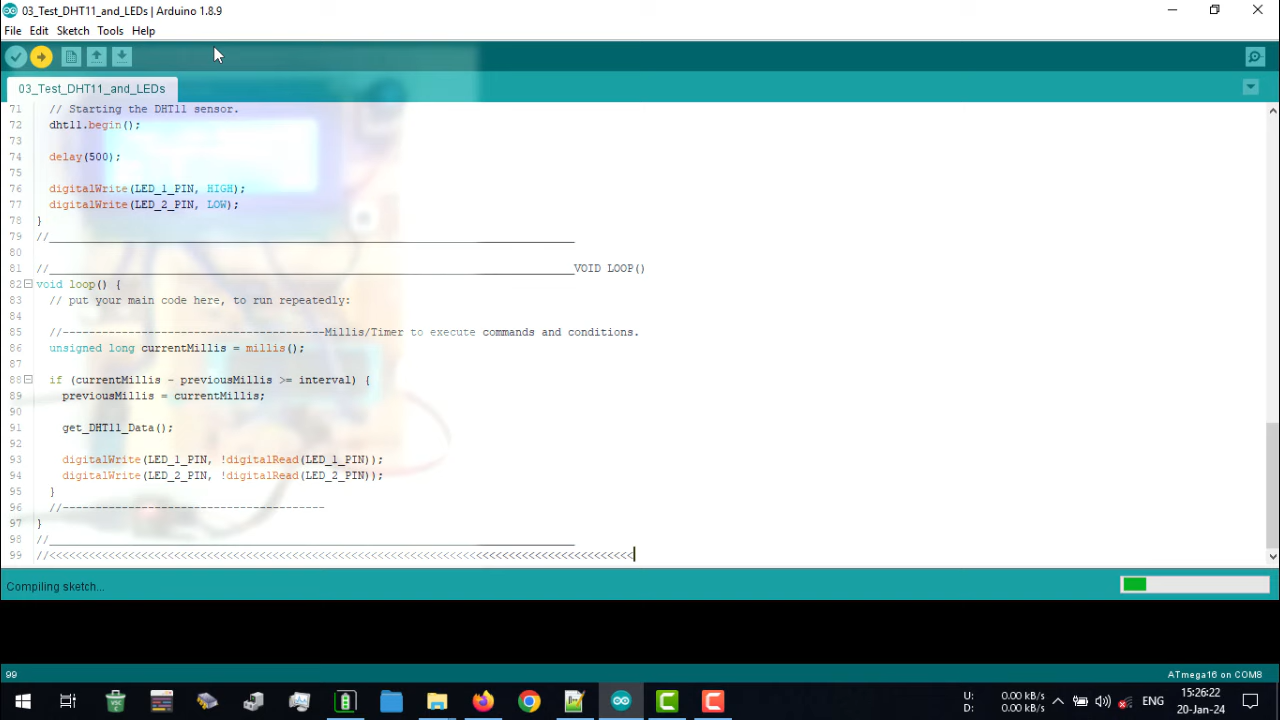 03_Test_DHT11_and_LEDs | Arduino 1.8.9
File Edit Sketch Tools Help
03_Test_DHT11_and_LEDs
71 // Starting the DHT11 sensor.
72 dht11.begin();
73
74 delay(500);
75
76 digitalWrite(LED_1_PIN, HIGH);
77 digitalWrite(LED_2_PIN, LOW);
78 }
79 //________________________________________________________________________________
80
81 //________________________________________________________________________________VOID LOOP()
82 void loop() {
83 // put your main code here, to run repeatedly:
84
85 //----------------------------------------Millis/Timer to execute commands and conditions.
86 unsigned long currentMillis = millis();
87
88 if (currentMillis - previousMillis >= interval) {
89 previousMillis = currentMillis;
90
91 get_DHT11_Data();
92
93 digitalWrite(LED_1_PIN, !digitalRead(LED_1_PIN));
94 digitalWrite(LED_2_PIN, !digitalRead(LED_2_PIN));
95 }
96 //----------------------------------------
97 }
98 //________________________________________________________________________________
99 //<<<<<<<<<<<<<<<<<<<<<<<<<<<<<<<<<<<<<<<<<<<<<<<<<<<<<<<<<<<<<<<<<<<<<<<<<<<<<<<<<<<<<<<<<
Compiling sketch...
99 ATmega16 on COM8
U: 0.00 kB/s
D: 0.00 kB/s
ENG
15:26:22
20-Jan-24